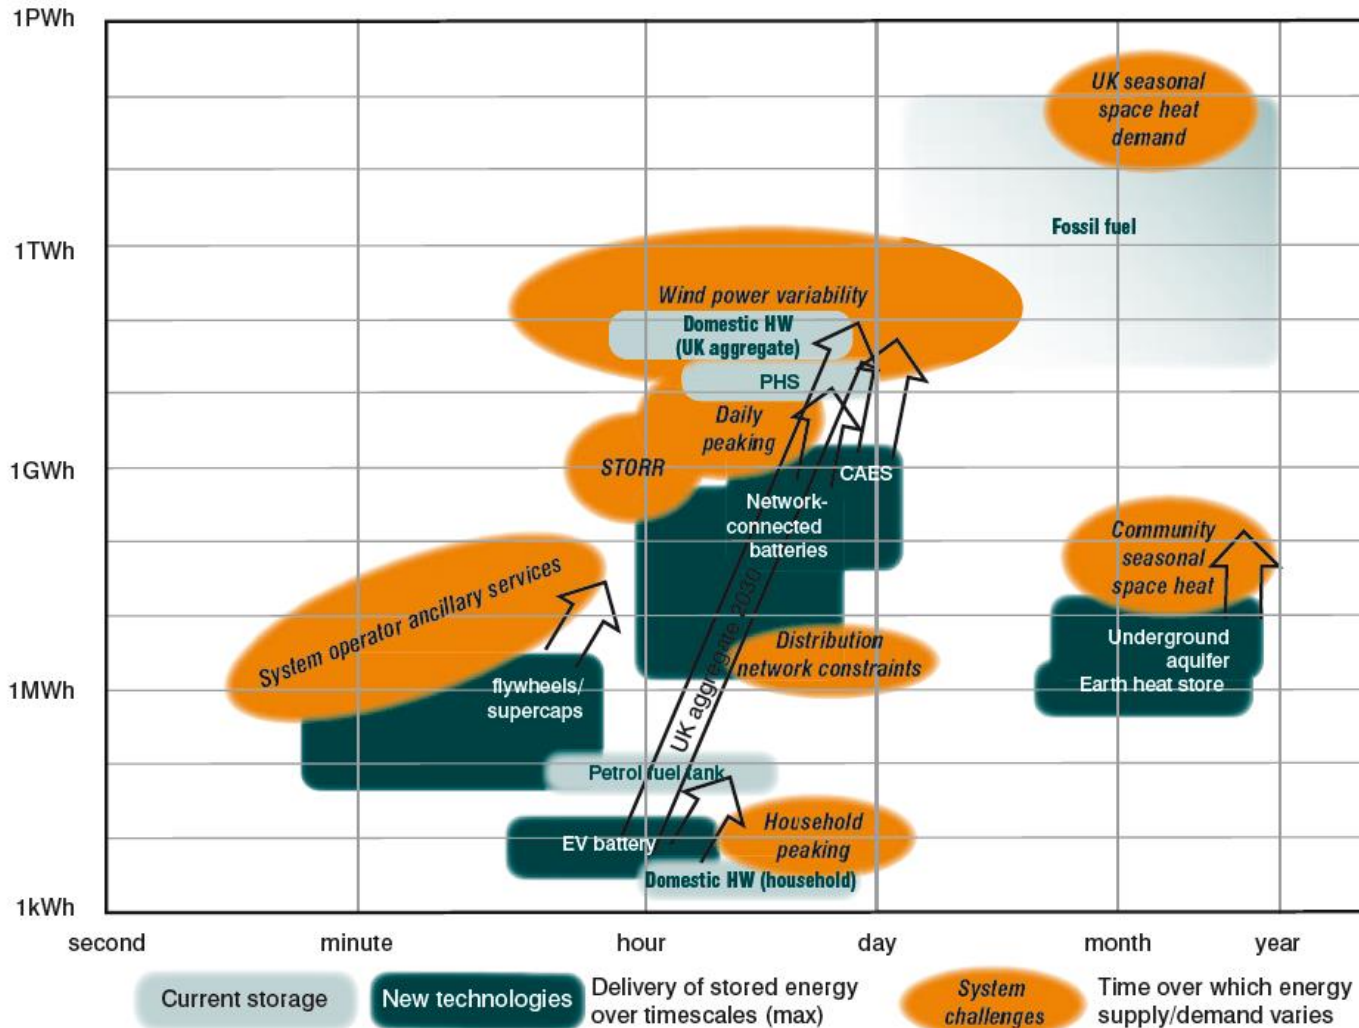 1PWh
UK seasonal
space heat
demand
Fossil fuel
1TWh
Wind power variability
Domestic HW
(UK aggregate)
PHS
Daily
peaking
STORR
1GWh
CAES
Network-
connected
batteries
Community
seasonal
space heat
System operator ancillary services
UK aggregate 2030
Distribution
network constraints
Underground
aquifer
Earth heat store
flywheels/
supercaps
1MWh
Petrol fuel tank
EV battery
Household
peaking
Domestic HW (household)
1kWh
second
minute
hour
day
month
year
Current storage
New technologies
Delivery of stored energy
over timescales (max)
System
challenges
Time over which energy
supply/demand varies